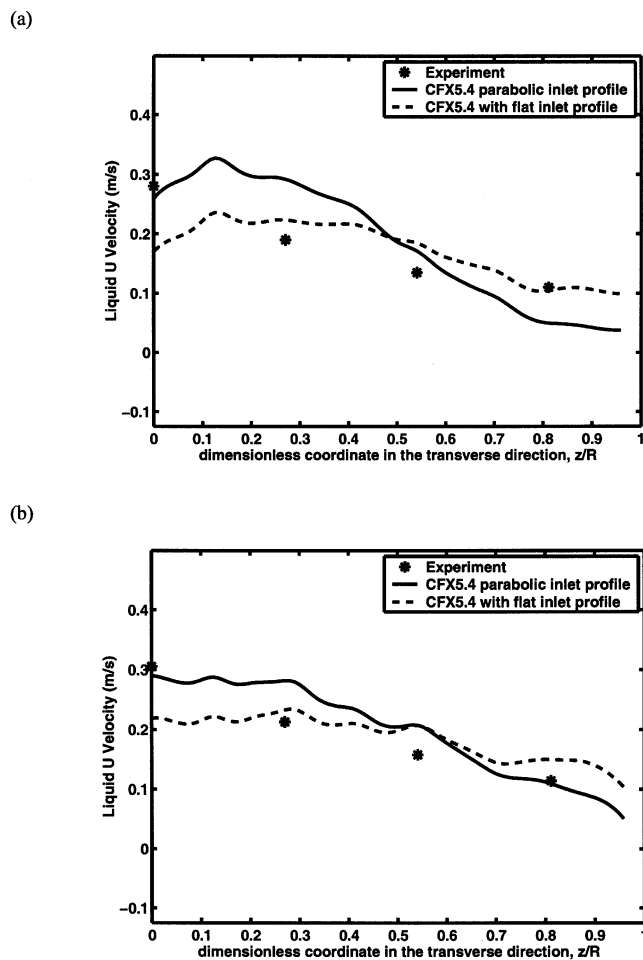 (a)
Experiment
CFX5.4 parabolic inlet profile
CFX5.4 with flat inlet profile
0.4
0.3
0.2
0.1
0
−0.1
Liquid U Velocity (m/s)
0 0.1 0.2 0.3 0.4 0.5 0.6 0.7 0.8 0.9 1
dimensionless coordinate in the transverse direction, z/R
(b)
Experiment
CFX5.4 parabolic inlet profile
CFX5.4 with flat inlet profile
0.4
0.3
0.2
0.1
0
−0.1
Liquid U Velocity (m/s)
0 0.1 0.2 0.3 0.4 0.5 0.6 0.7 0.8 0.9 1
dimensionless coordinate in the transverse direction, z/R